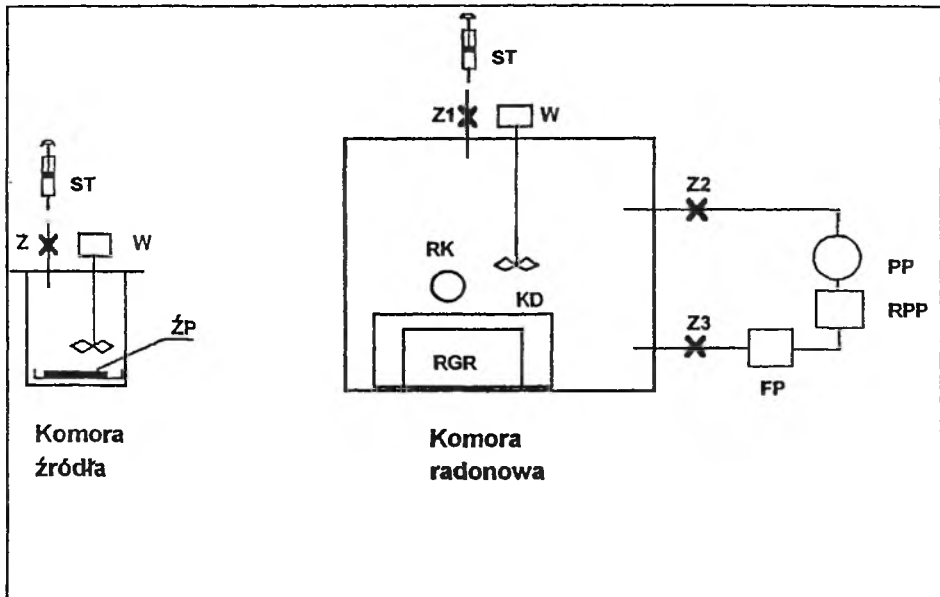 ST
Z1
W
ST
Z
W
ŹP
Z2
RK
PP
KD
RPP
Z3
RGR
FP
Komora
źródła
Komora
radonowa